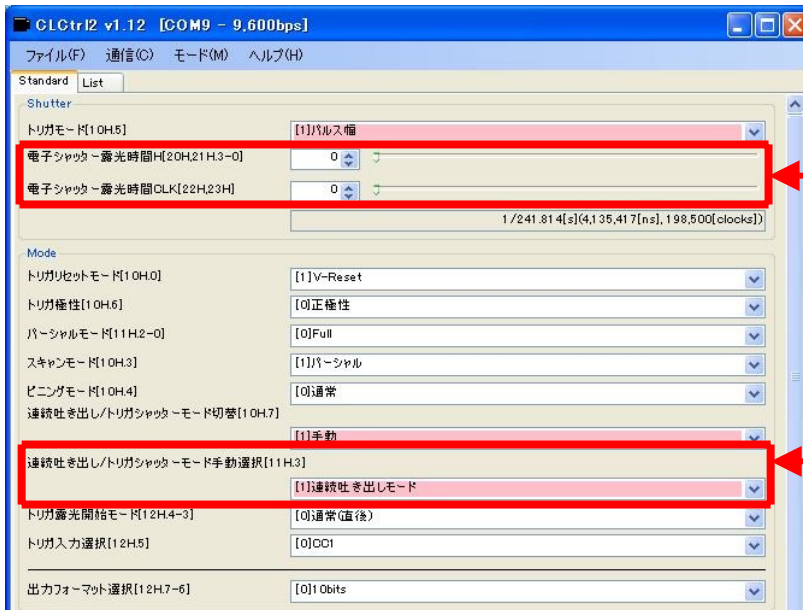 CLCtrl2 v1.12 [COM9 - 9,600bps]
ファイル(F) 通信(C) モード(M) ヘルプ(H)
Standard List
Shutter
トリガモード[10H.5] [1]パルス幅
電子シャッター露光時間H[20H,21H.3-0] 0
電子シャッター露光時間CLK[22H,23H] 0
1/241.814[s](4,135,417[ns], 198,500[clocks])
Mode
トリガリセットモード[10H.0] [1]V-Reset
トリガ極性[10H.6] [0]正極性
パーシャルモード[11H.2-0] [0]Full
スキャンモード[10H.3] [1]パーシャル
ビニングモード[10H.4] [0]通常
連続吐き出し/トリガシャッターモード切替[10H.7]
[1]手動
連続吐き出し/トリガシャッターモード手動選択[11H.3]
[1]連続吐き出しモード
トリガ露光開始モード[12H.4-3] [0]通常(直後)
トリガ入力選択[12H.5] [0]CC1
出力フォーマット選択[12H.7-6] [0]10bits